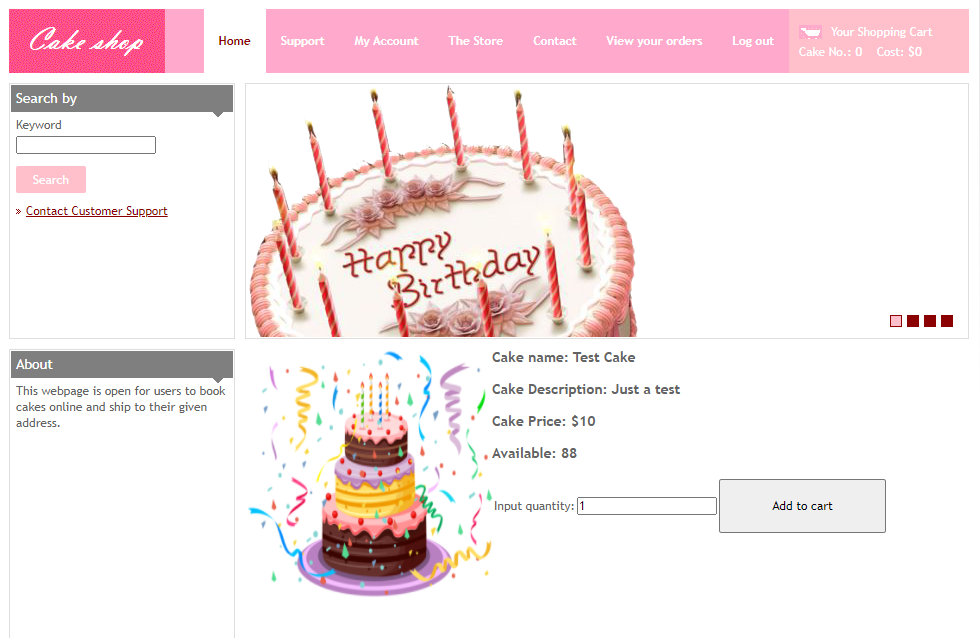 Cake shop
Home
Support
My Account
The Store
Contact
View your orders
Log out
Your Shopping Cart
Cake No.: 0 Cost: $0
Search by
Keyword
Search
» Contact Customer Support
Happy
Birthday
About
This webpage is open for users to book
cakes online and ship to their given
address.
Cake name: Test Cake
Cake Description: Just a test
Cake Price: $10
Available: 88
Input quantity: 1
Add to cart